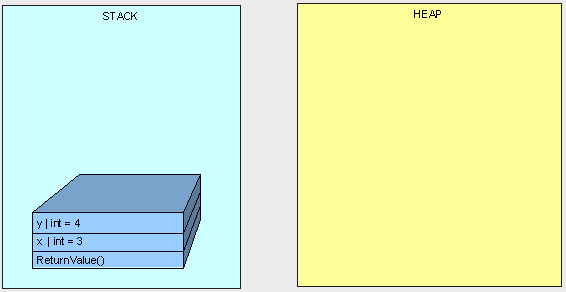 STACK
HEAP
y | int = 4
x | int = 3
ReturnValue()